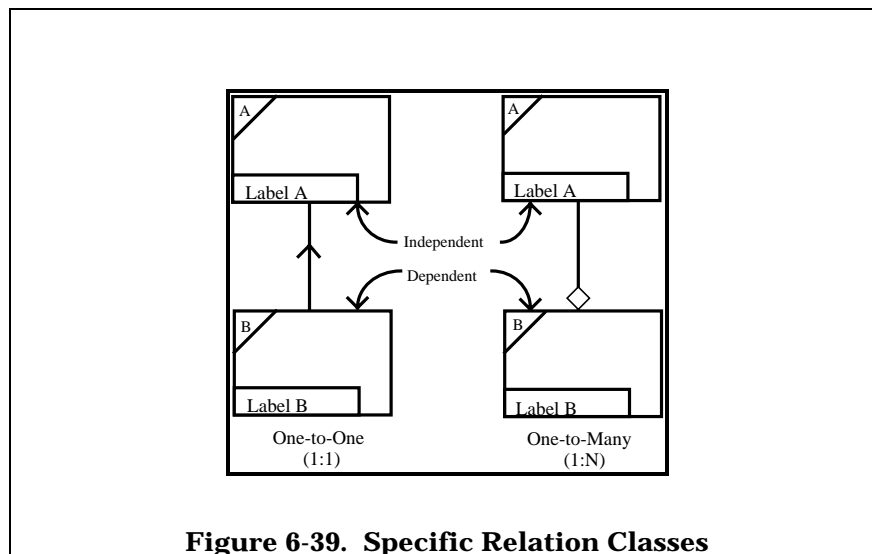 A
A
Label A
Label A
Independent
Dependent
B
B
Label B
Label B
One-to-One
(1:1)
One-to-Many
(1:N)
Figure 6-39. Specific Relation Classes